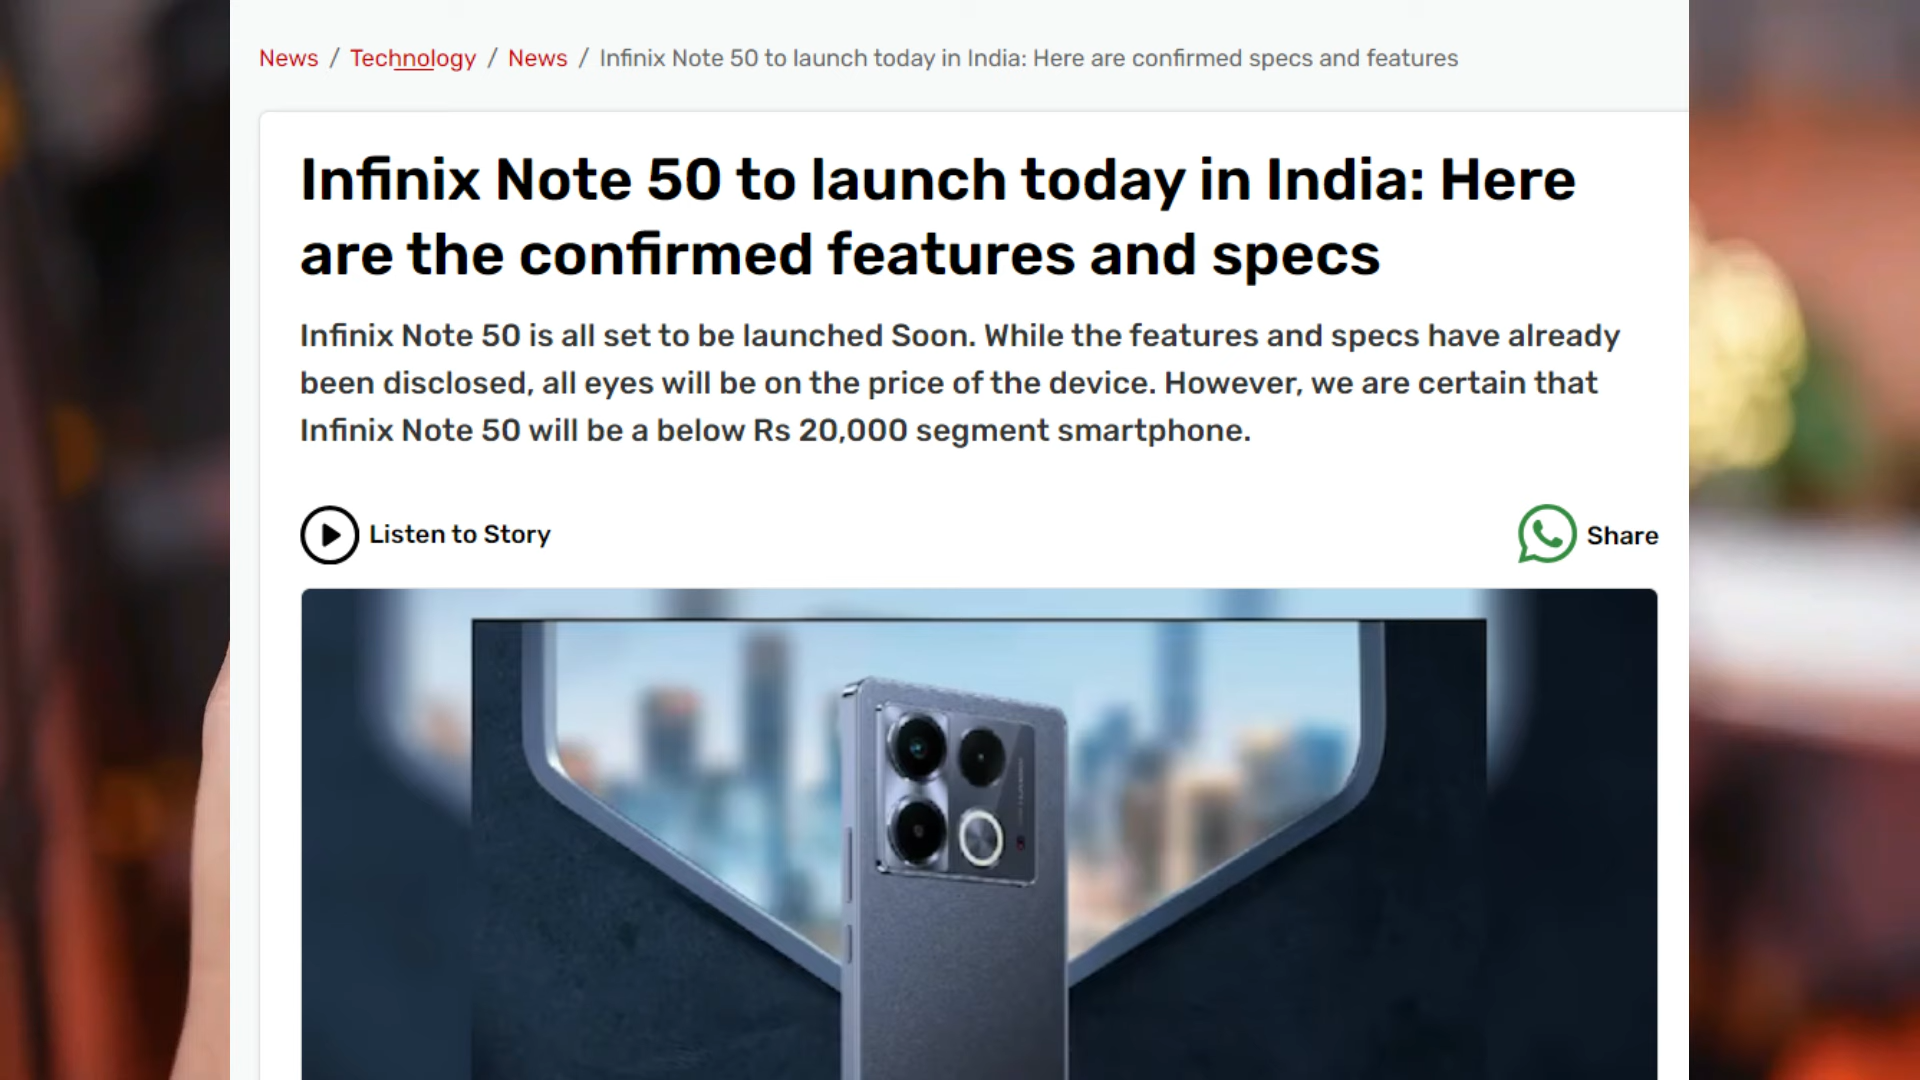 News / Technology / News / Infinix Note 50 to launch today in India: Here are confirmed specs and features
Infinix Note 50 to launch today in India: Here
are the confirmed features and specs
Infinix Note 50 is all set to be launched Soon. While the features and specs have already
been disclosed, all eyes will be on the price of the device. However, we are certain that
Infinix Note 50 will be a below Rs 20,000 segment smartphone.
Listen to Story
Share